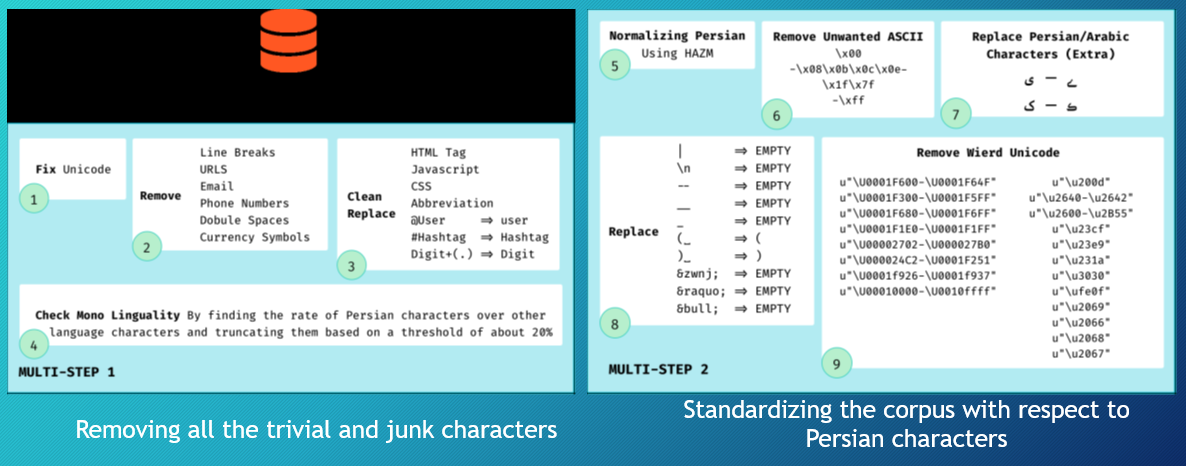 Fix Unicode
1
Remove
Line Breaks
URLS
Email
Phone Numbers
Dobule Spaces
Currency Symbols
2
Clean
Replace
HTML Tag
Javascript
CSS
Abbreviation
@User ⇒ user
#Hashtag ⇒ Hashtag
Digit+(.) ⇒ Digit
3
Check Mono Linguality By finding the rate of Persian characters over other
language characters and truncating them based on a threshold of about 20%
4
MULTI-STEP 1
Removing all the trivial and junk characters
Normalizing Persian
Using HAZM
5
Remove Unwanted ASCII
\x00
-\x08\x0b\x0c\x0e-
\x1f\x7f
-\xff
6
Replace Persian/Arabic
Characters (Extra)
ی — ے
ک — ڪ
7
Replace
| ⇒ EMPTY
\n ⇒ EMPTY
-- ⇒ EMPTY
__ ⇒ EMPTY
_ ⇒ EMPTY
(_ ⇒ (
)_ ⇒ )
&zwnj; ⇒ EMPTY
&raquo; ⇒ EMPTY
&bull; ⇒ EMPTY
8
Remove Wierd Unicode
u"\U0001F600-\U0001F64F"
u"\U0001F300-\U0001F5FF"
u"\U0001F680-\U0001F6FF"
u"\U0001F1E0-\U0001F1FF"
u"\U00002702-\U000027B0"
u"\U000024C2-\U0001F251"
u"\U0001f926-\U0001f937"
u"\U00010000-\U0010ffff"
u"\u200d"
u"\u2640-\u2642"
u"\u2600-\u2B55"
u"\u23cf"
u"\u23e9"
u"\u231a"
u"\u3030"
u"\ufe0f"
u"\u2069"
u"\u2066"
u"\u2068"
u"\u2067"
9
MULTI-STEP 2
Standardizing the corpus with respect to
Persian characters